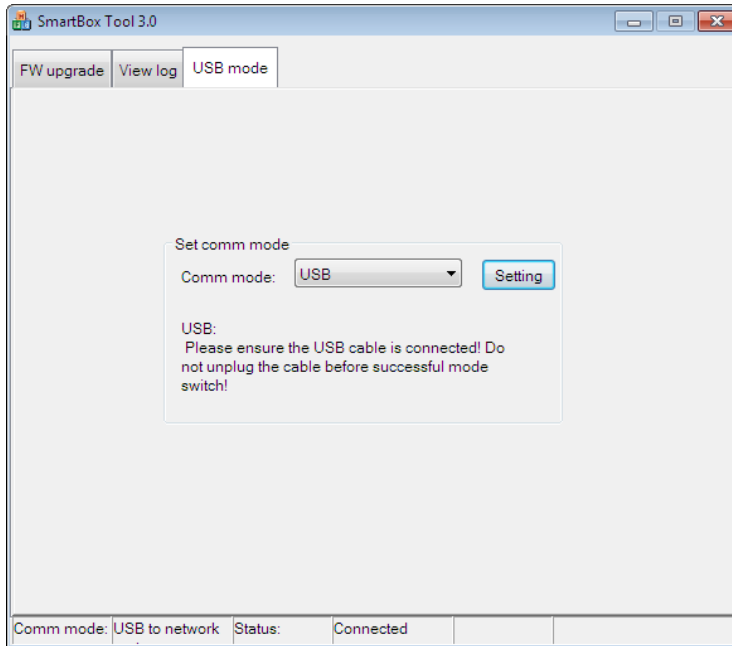 SmartBox Tool 3.0
FW upgrade View log USB mode
Set comm mode
Comm mode: USB Setting
USB:
Please ensure the USB cable is connected! Do
not unplug the cable before successful mode
switch!
Comm mode: USB to network Status: Connected